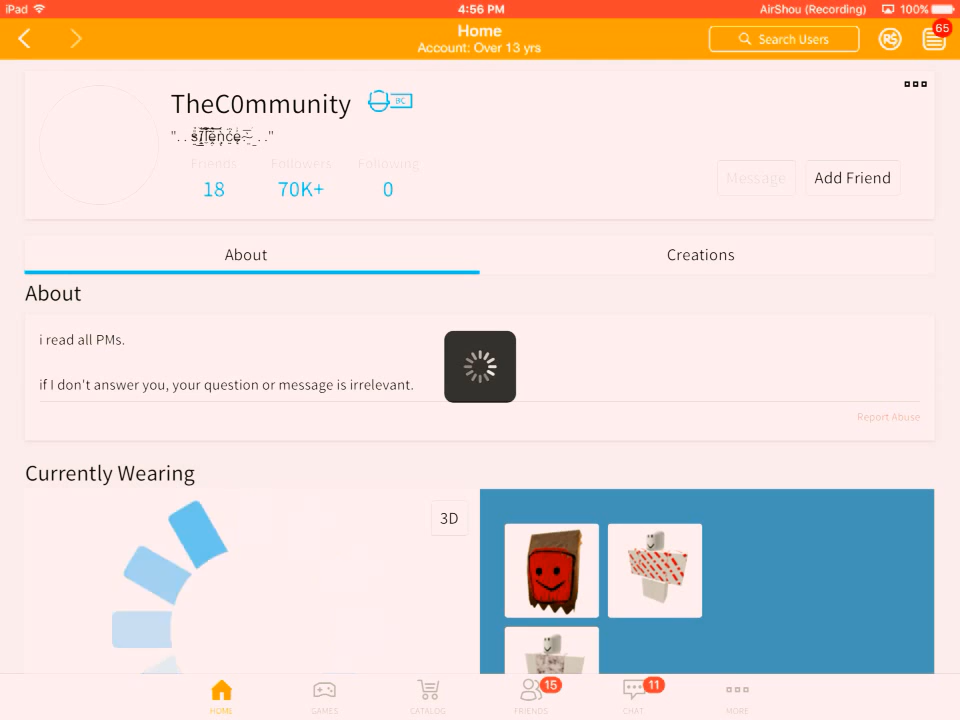 iPad 4:56 PM AirShou (Recording) 100%
Home
Account: Over 13 yrs
Search Users
R$
65
TheC0mmunity BC
". . silence . ."
Friends Followers Following
18 70K+ 0
Message Add Friend
About Creations
About
i read all PMs.
if I don't answer you, your question or message is irrelevant.
Report Abuse
Currently Wearing
3D
15 11
HOME GAMES CATALOG FRIENDS CHAT MORE